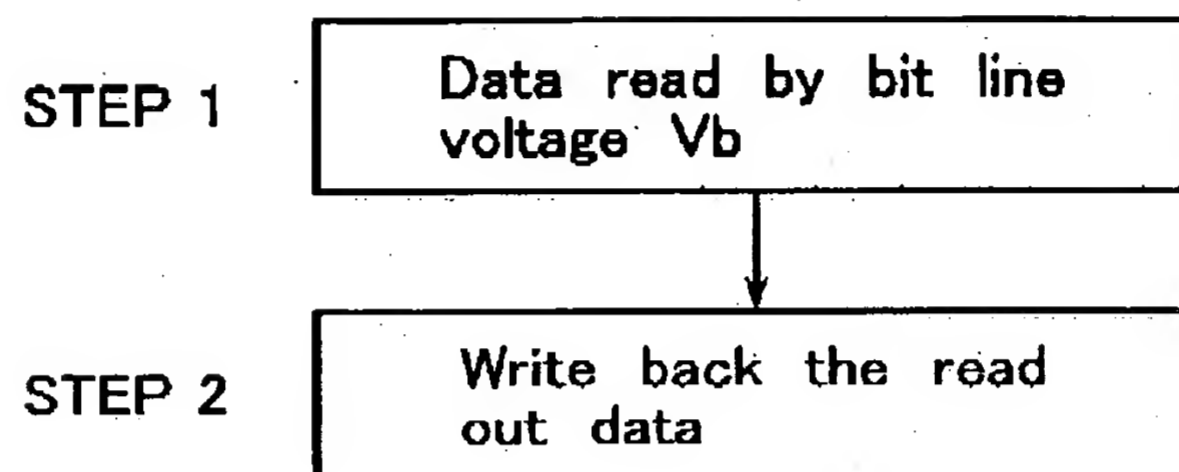 STEP 1
Data read by bit line
voltage Vb
STEP 2
Write back the read
out data